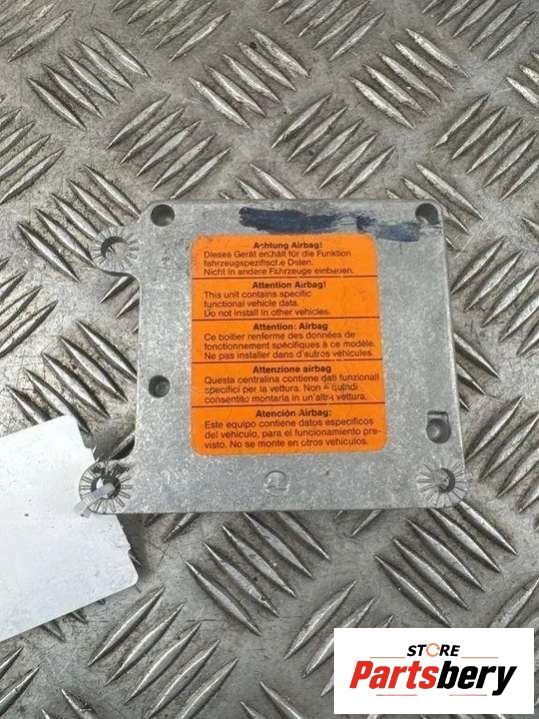 Achtung Airbag!
Dieses Gerät enthält für die Funktion
fahrzeugspezifische Daten.
Nicht in andere Fahrzeuge einbauen.
Attention Airbag!
This unit contains specific
functional vehicle data.
Do not install in other vehicles.
Attention: Airbag
Ce boîtier renferme des données de
fonctionnement spécifiques à ce modèle.
Ne pas installer dans d'autros véhicules.
Attenzione airbag
Questa centralina contiene dati funzionali
specifici per la vettura. Non è quindi
consentito montarla in un'altra vettura.
Atención Airbag:
Este equipo contiene datos especificos
del vehículo, para el funcionamiento pre-
visto. No se monte en otros vehículos.
STORE
Partsbery